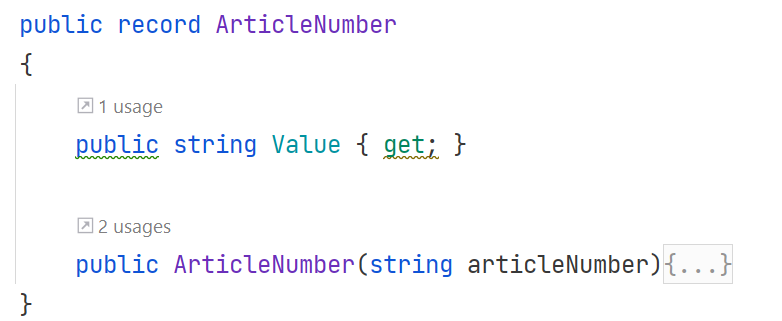 public record ArticleNumber
{
1 usage
public string Value { get; }
2 usages
public ArticleNumber(string articleNumber){...}
}